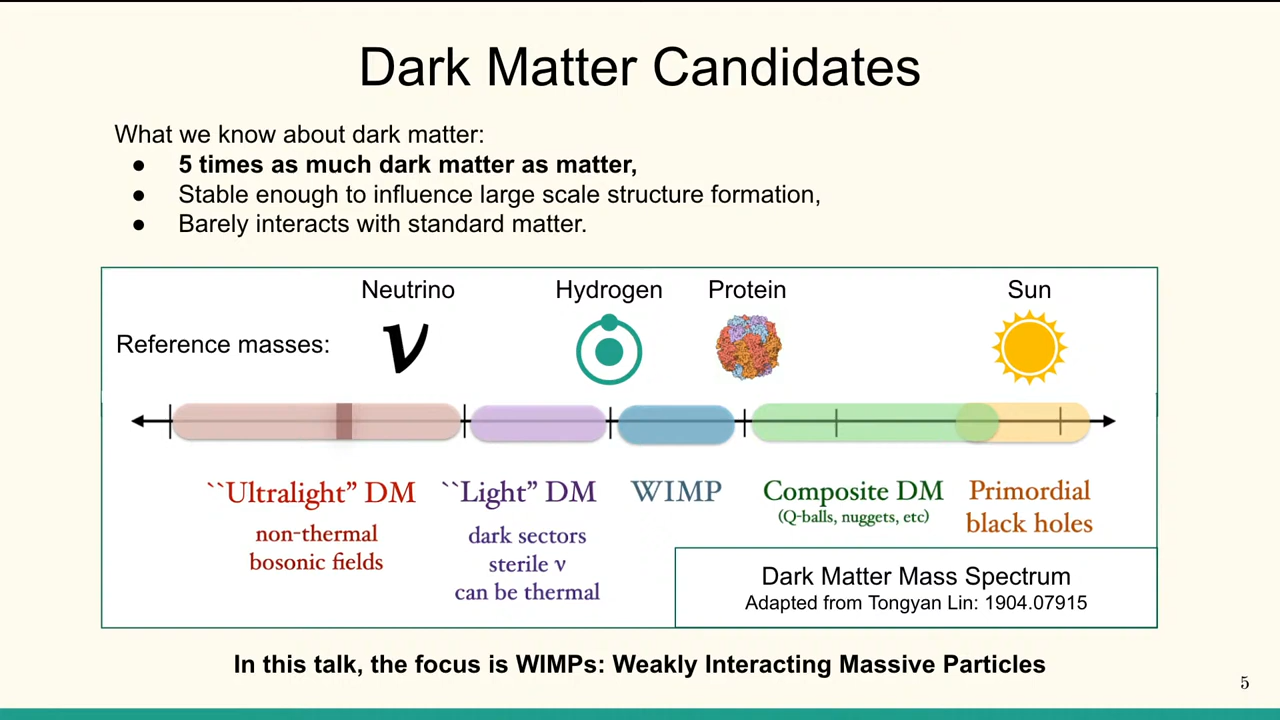 Dark Matter Candidates
What we know about dark matter:
● 5 times as much dark matter as matter,
● Stable enough to influence large scale structure formation,
● Barely interacts with standard matter.
Neutrino Hydrogen Protein Sun
Reference masses: ν
``Ultralight” DM ``Light” DM WIMP Composite DM Primordial
(Q-balls, nuggets, etc) black holes
non-thermal dark sectors
bosonic fields sterile ν
can be thermal
Dark Matter Mass Spectrum
Adapted from Tongyan Lin: 1904.07915
In this talk, the focus is WIMPs: Weakly Interacting Massive Particles
5